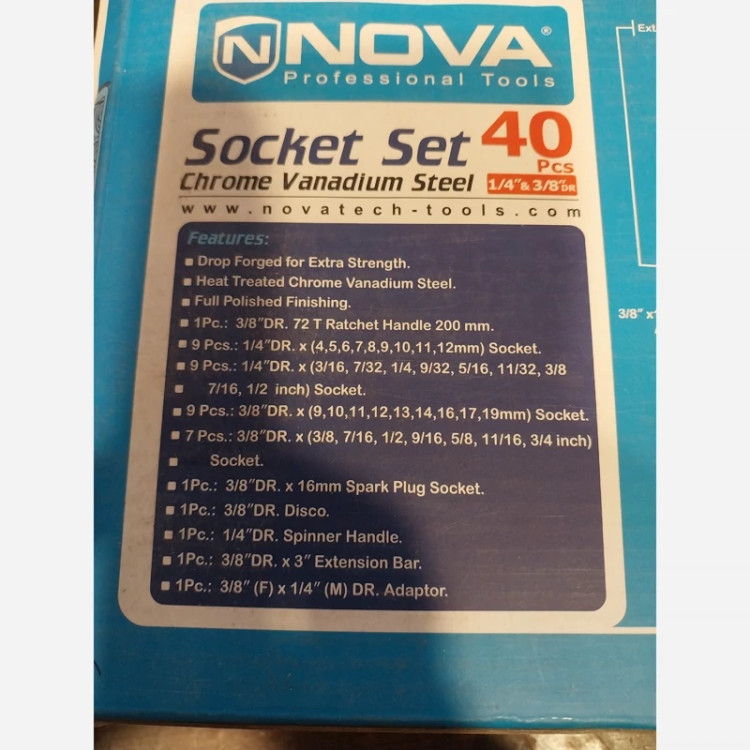 N NOVA®
Professional Tools
Socket Set 40 Pcs
Chrome Vanadium Steel 1/4"& 3/8"DR
www.novatech-tools.com
Features:
■ Drop Forged for Extra Strength.
■ Heat Treated Chrome Vanadium Steel.
■ Full Polished Finishing.
■ 1Pc.: 3/8"DR. 72 T Ratchet Handle 200 mm.
■ 9 Pcs.: 1/4"DR. x (4,5,6,7,8,9,10,11,12mm) Socket.
■ 9 Pcs.: 1/4"DR. x (3/16, 7/32, 1/4, 9/32, 5/16, 11/32, 3/8
■ 7/16, 1/2 inch) Socket.
■ 9 Pcs.: 3/8"DR. x (9,10,11,12,13,14,16,17,19mm) Socket.
■ 7 Pcs.: 3/8"DR. x (3/8, 7/16, 1/2, 9/16, 5/8, 11/16, 3/4 inch)
■ Socket.
■ 1Pc.: 3/8"DR. x 16mm Spark Plug Socket.
■ 1Pc.: 3/8"DR. Disco.
■ 1Pc.: 1/4"DR. Spinner Handle.
■ 1Pc.: 3/8"DR. x 3" Extension Bar.
■ 1Pc.: 3/8" (F) x 1/4" (M) DR. Adaptor.
3/8" x